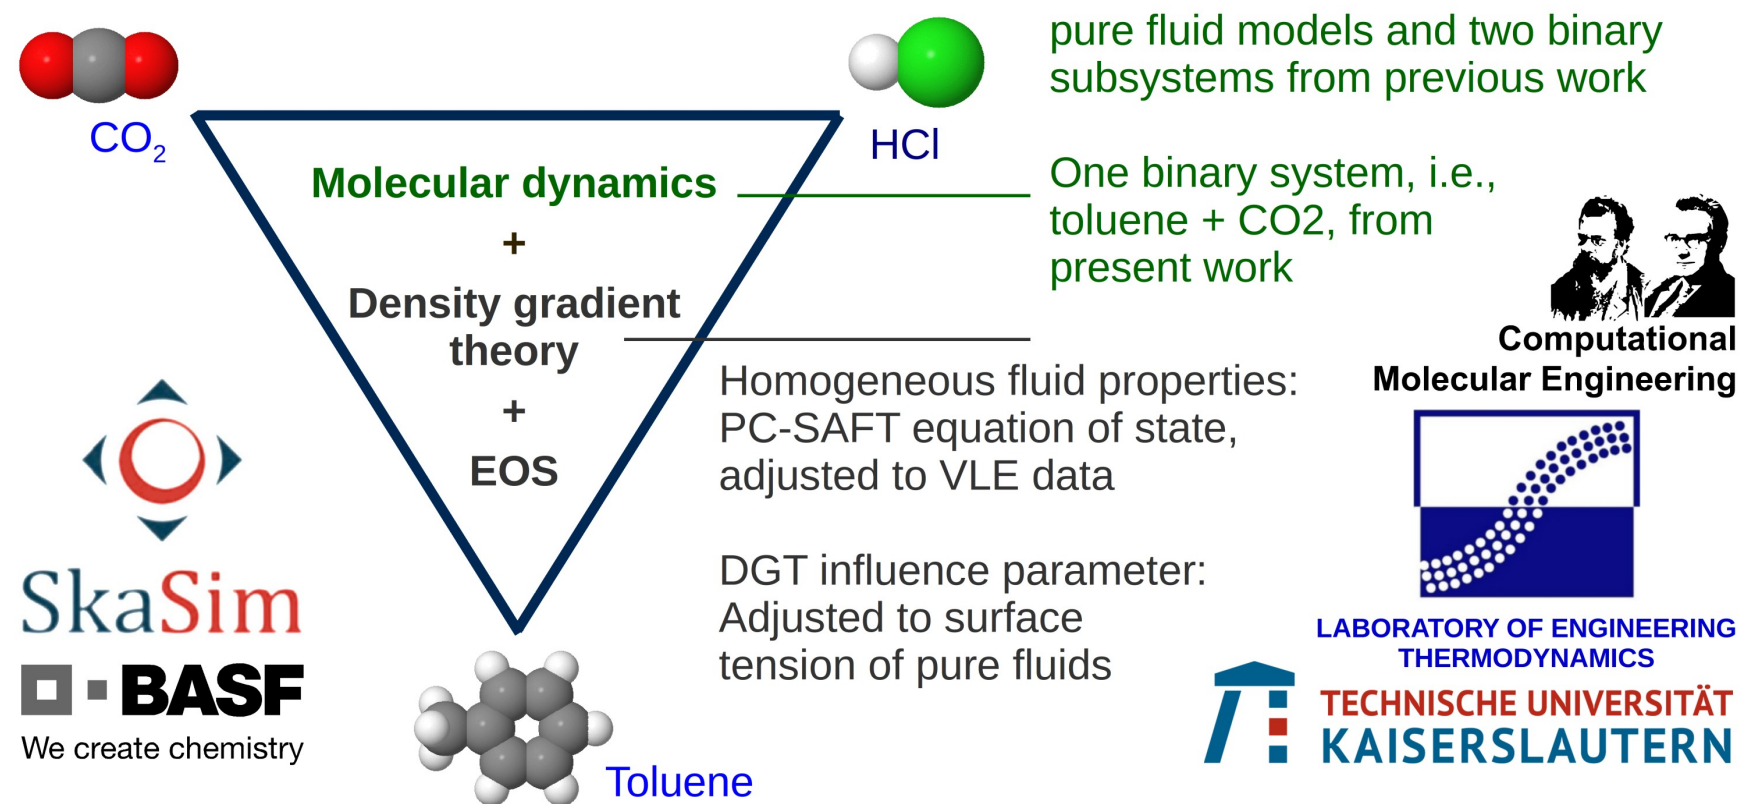 CO2
HCl
Molecular dynamics
+
Density gradient
theory
+
EOS
Toluene
pure fluid models and two binary
subsystems from previous work
One binary system, i.e.,
toluene + CO2, from
present work
Homogeneous fluid properties:
PC-SAFT equation of state,
adjusted to VLE data
DGT influence parameter:
Adjusted to surface
tension of pure fluids
SkaSim
BASF
We create chemistry
Computational
Molecular Engineering
LABORATORY OF ENGINEERING
THERMODYNAMICS
TECHNISCHE UNIVERSITÄT
KAISERSLAUTERN